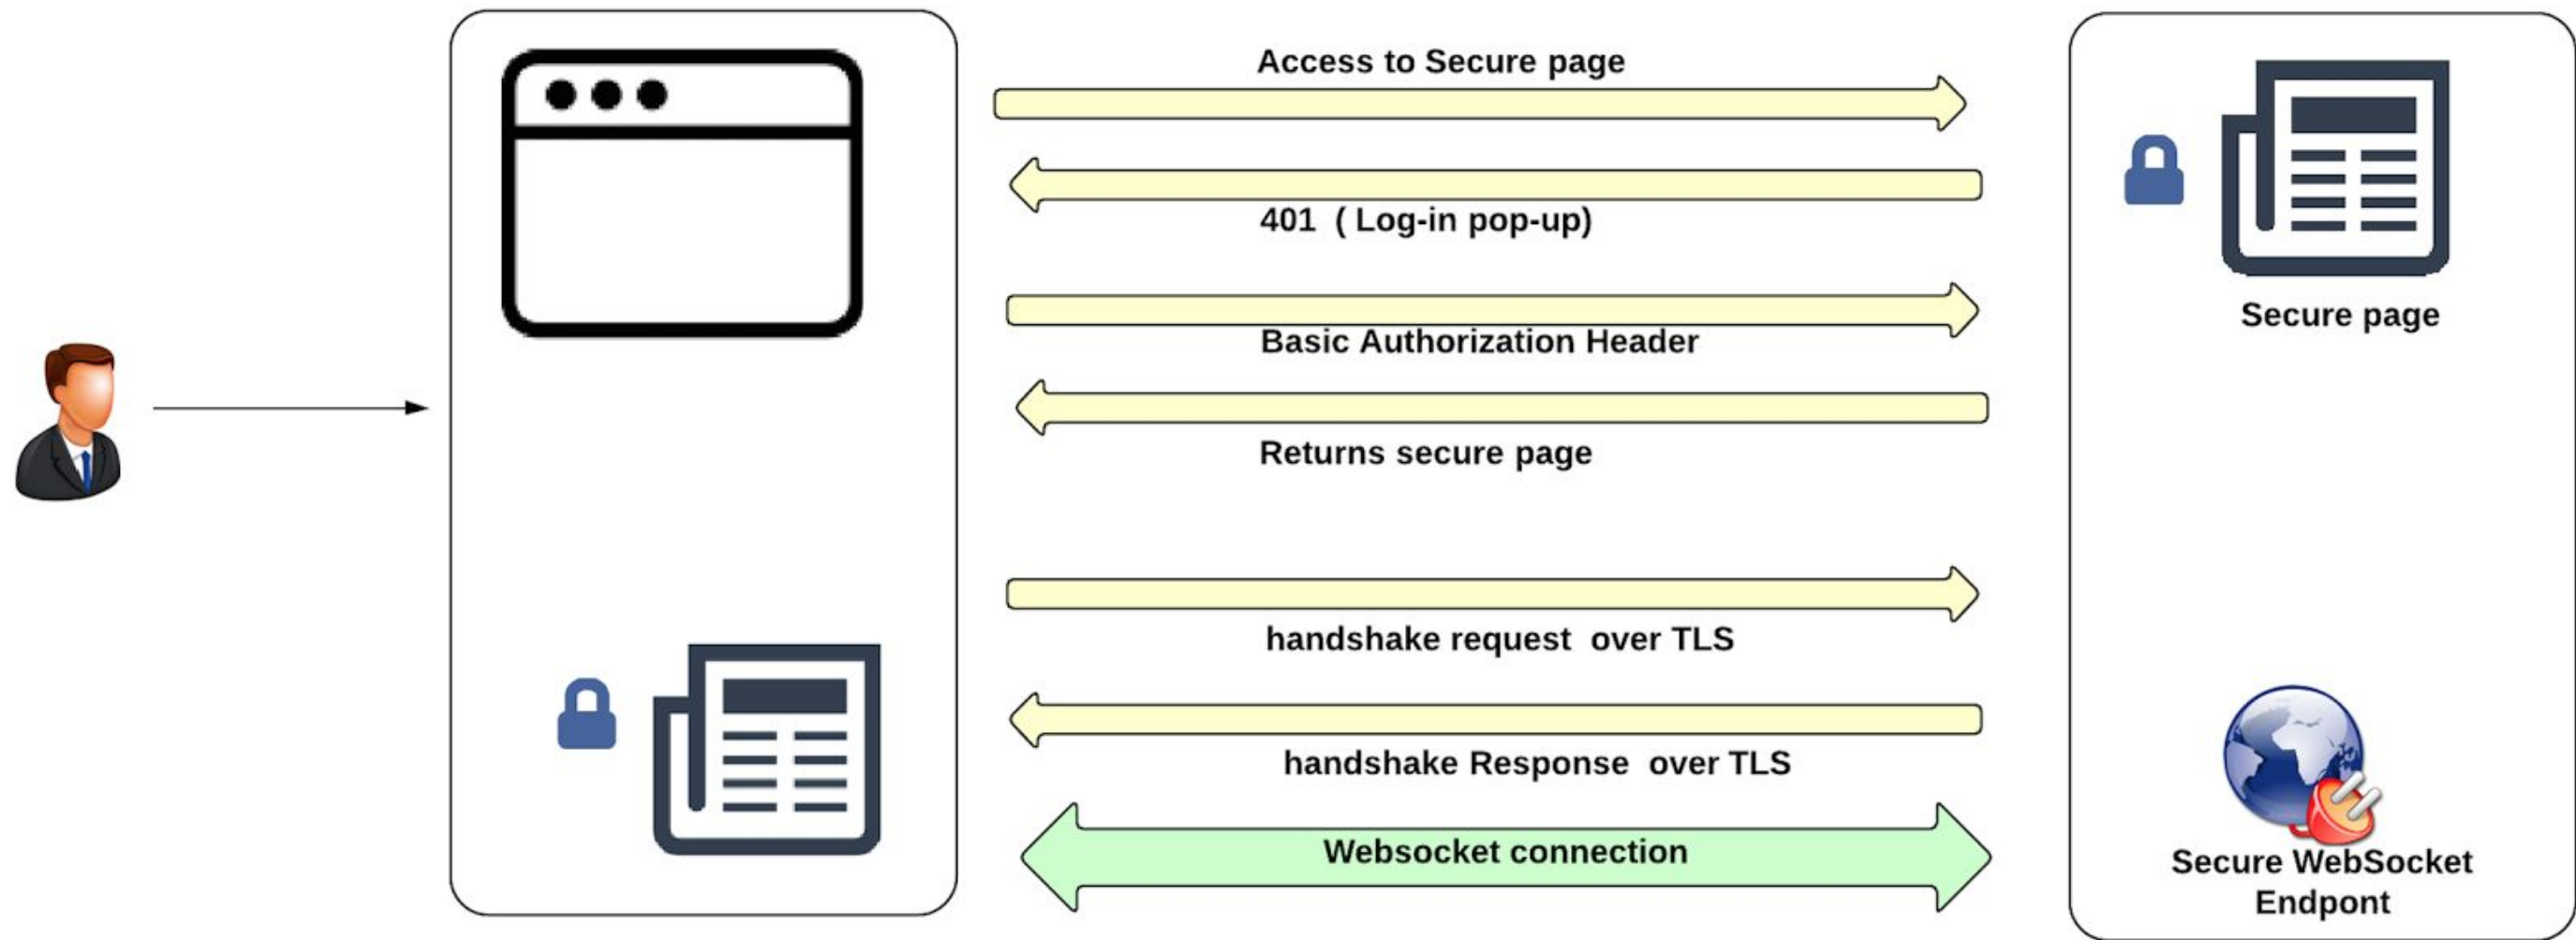 Access to Secure page
401 ( Log-in pop-up)
Basic Authorization Header
Returns secure page
handshake request over TLS
handshake Response over TLS
Websocket connection
Secure page
Secure WebSocket
Endpont